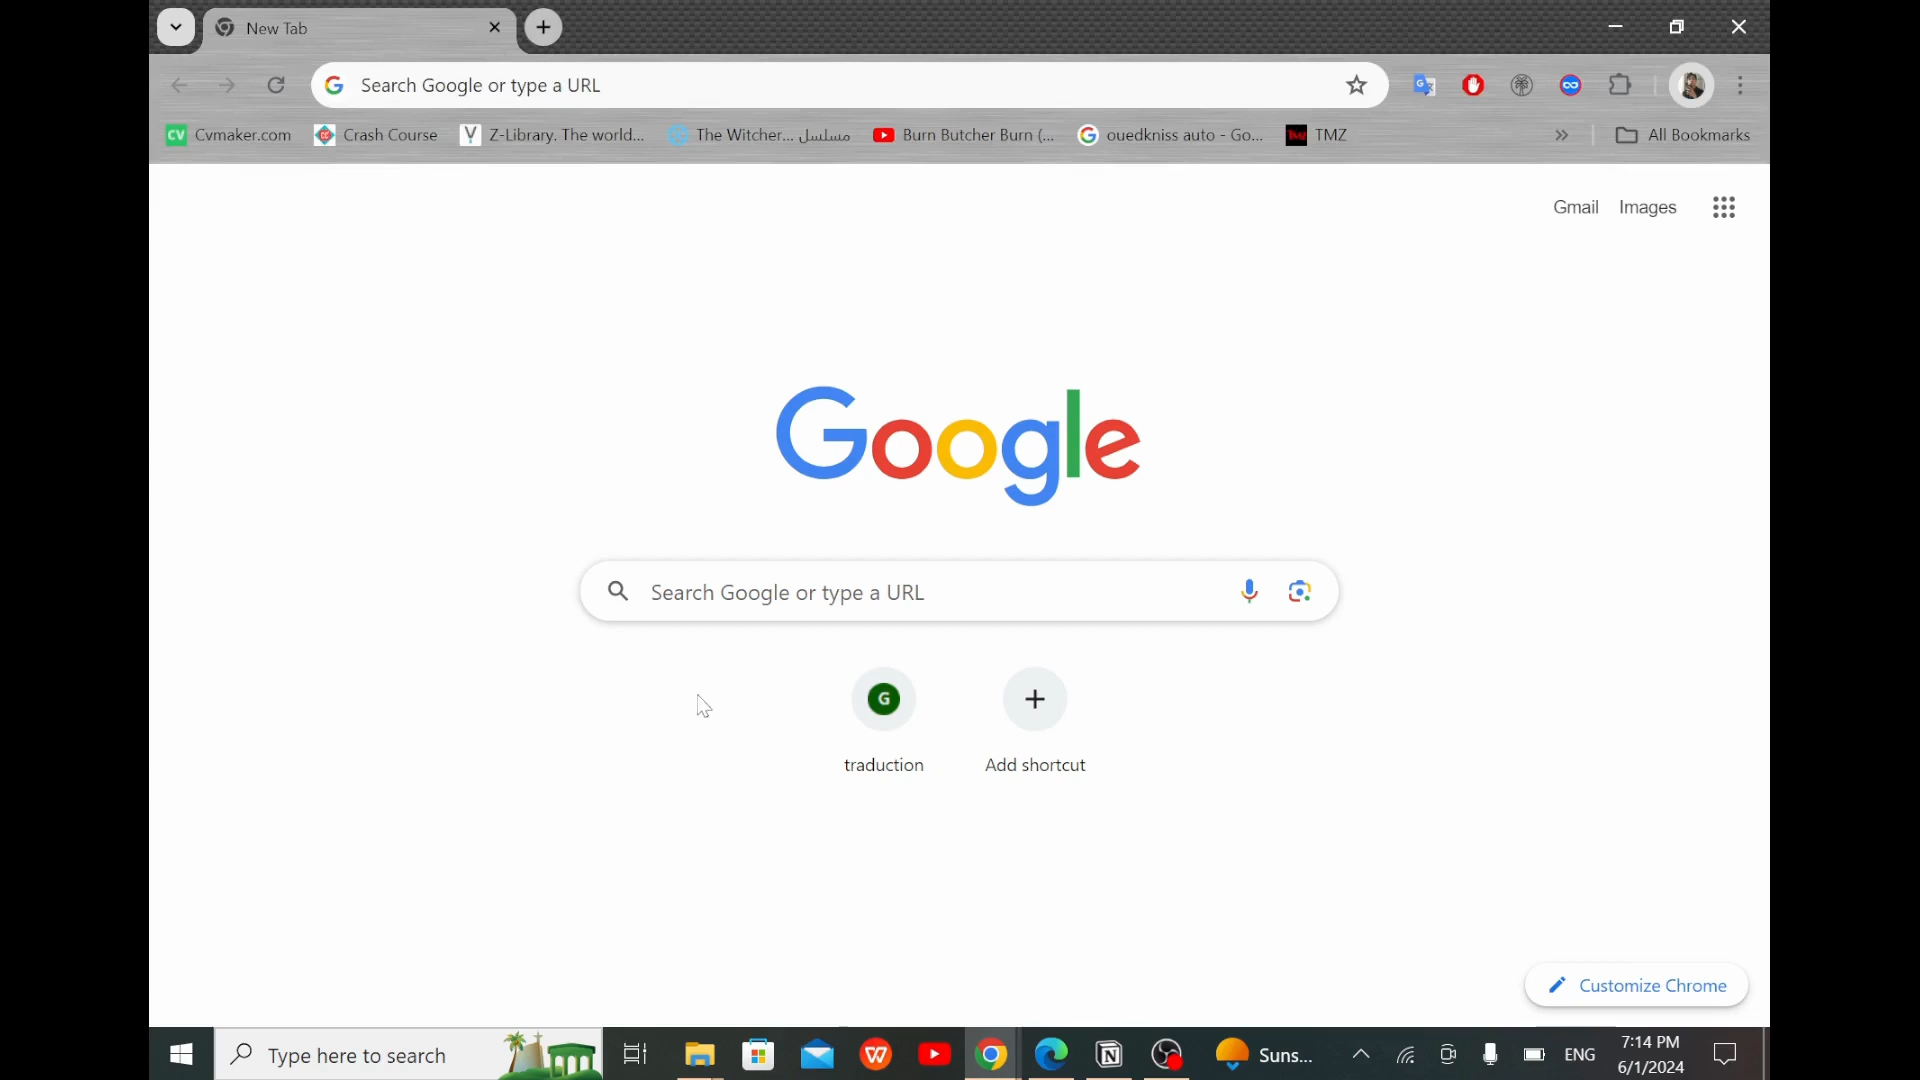 New Tab
Search Google or type a URL
CV Cvmaker.com
Crash Course
Z-Library. The world...
The Witcher... مسلسل
Burn Butcher Burn (...
ouedkniss auto - Go...
TMZ TMZ
All Bookmarks
Gmail Images
Google
Search Google or type a URL
G
traduction
Add shortcut
Customize Chrome
Type here to search
Suns...
ENG
7:14 PM
6/1/2024